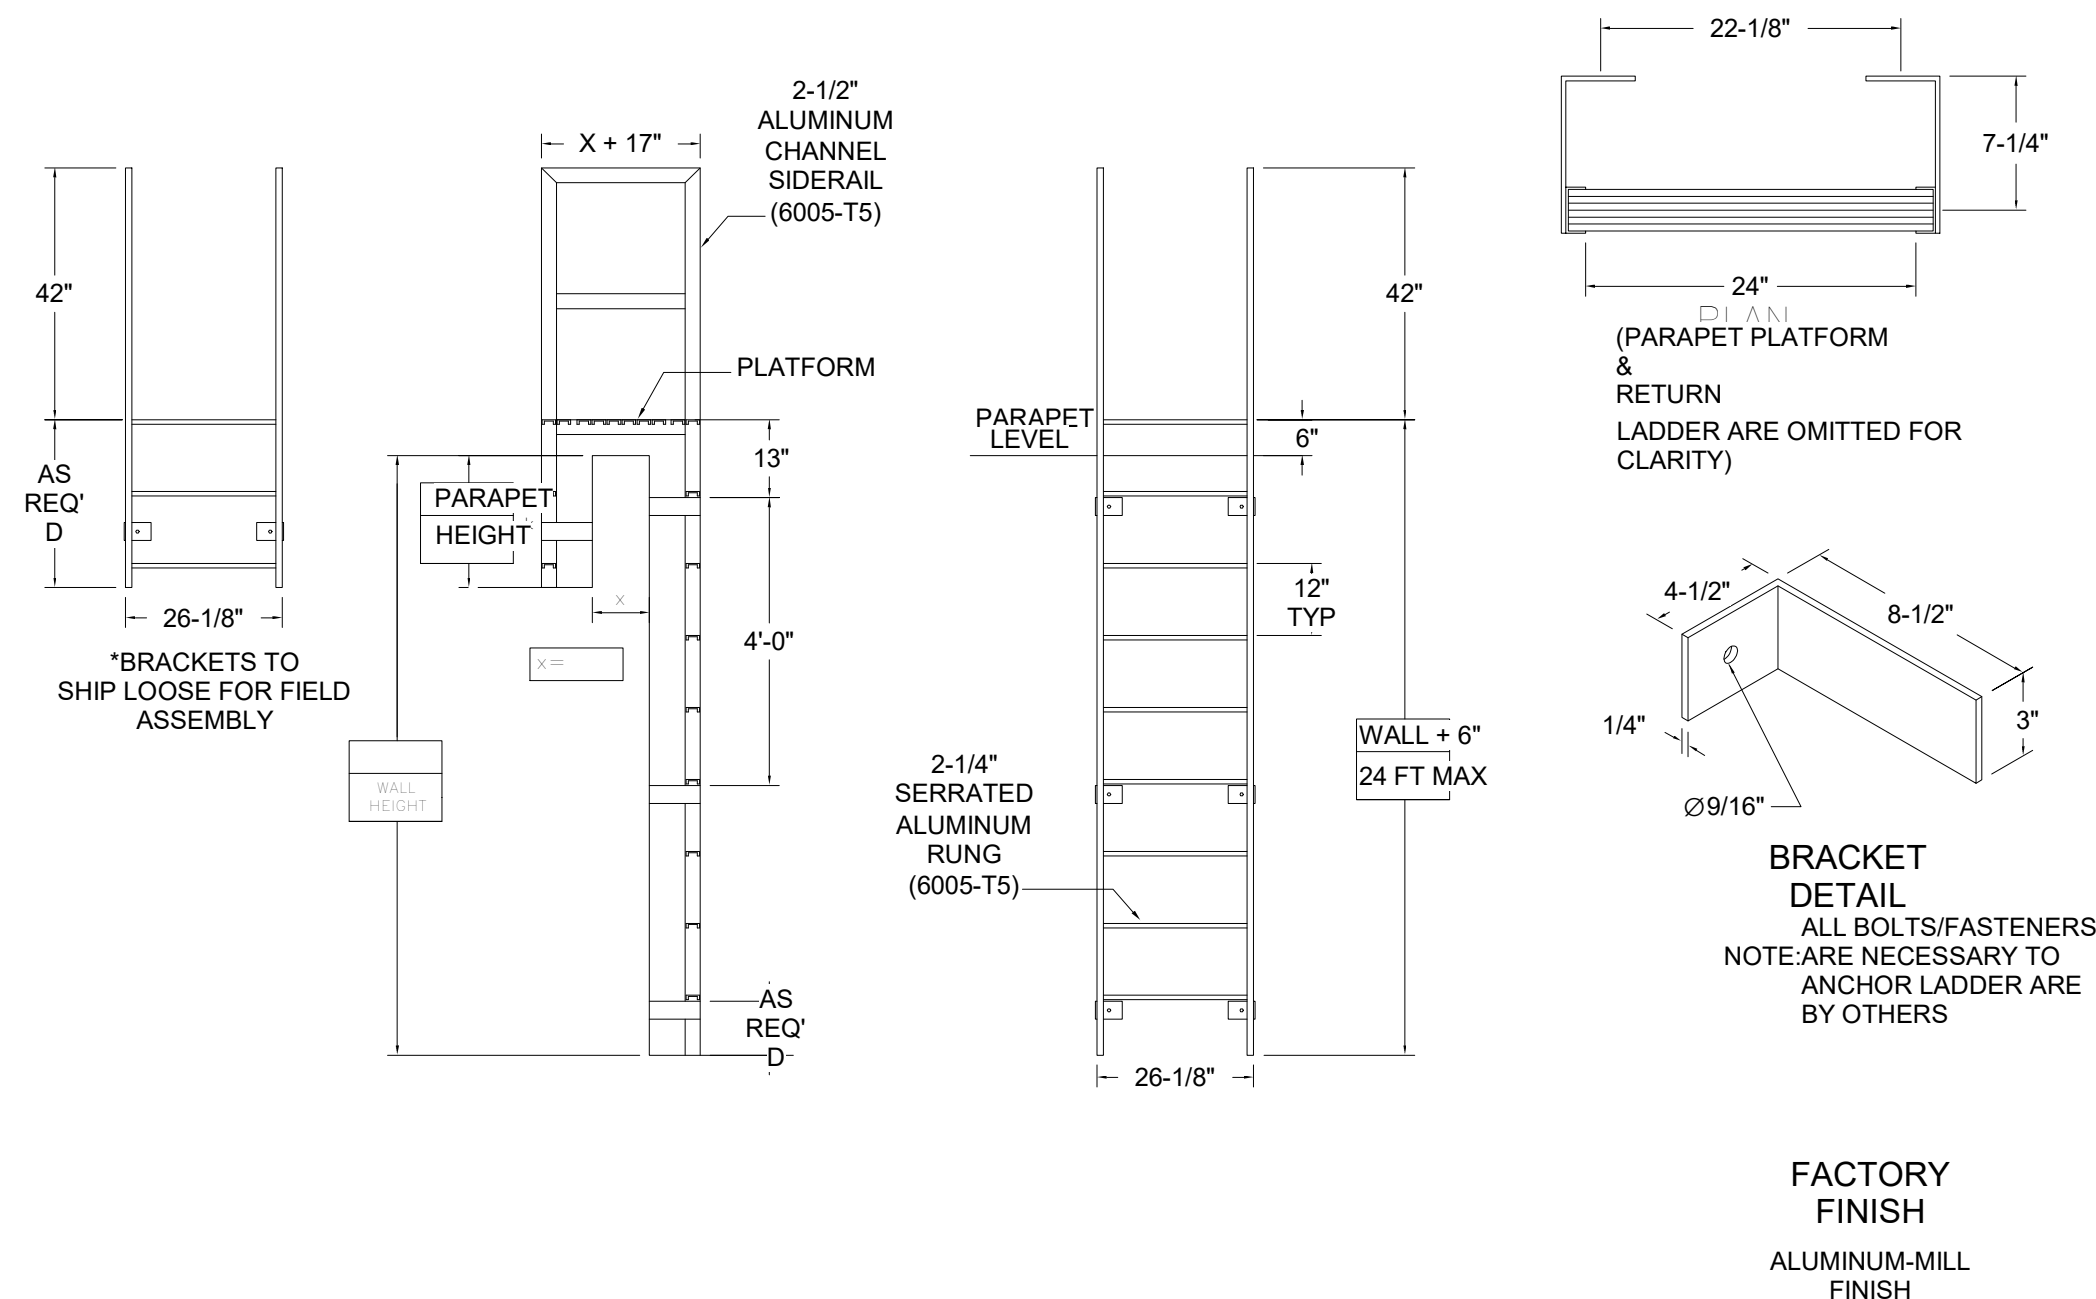 42"
AS
REQ'
D
26-1/8"
*BRACKETS TO
SHIP LOOSE FOR FIELD
ASSEMBLY
X + 17"
2-1/2"
ALUMINUM
CHANNEL
SIDERAIL
(6005-T5)
PLATFORM
13"
PARAPET
HEIGHT
x
x=
4'-0"
WALL
HEIGHT
AS
REQ'
D
42"
PARAPET
LEVEL
6"
12"
TYP
WALL + 6"
24 FT MAX
2-1/4"
SERRATED
ALUMINUM
RUNG
(6005-T5)
26-1/8"
22-1/8"
7-1/4"
24"
PLAN
(PARAPET PLATFORM
&
RETURN
LADDER ARE OMITTED FOR
CLARITY)
4-1/2"
8-1/2"
1/4"
3"
Ø9/16"
BRACKET
DETAIL
ALL BOLTS/FASTENERS
NOTE:ARE NECESSARY TO
ANCHOR LADDER ARE
BY OTHERS
FACTORY
FINISH
ALUMINUM-MILL
FINISH